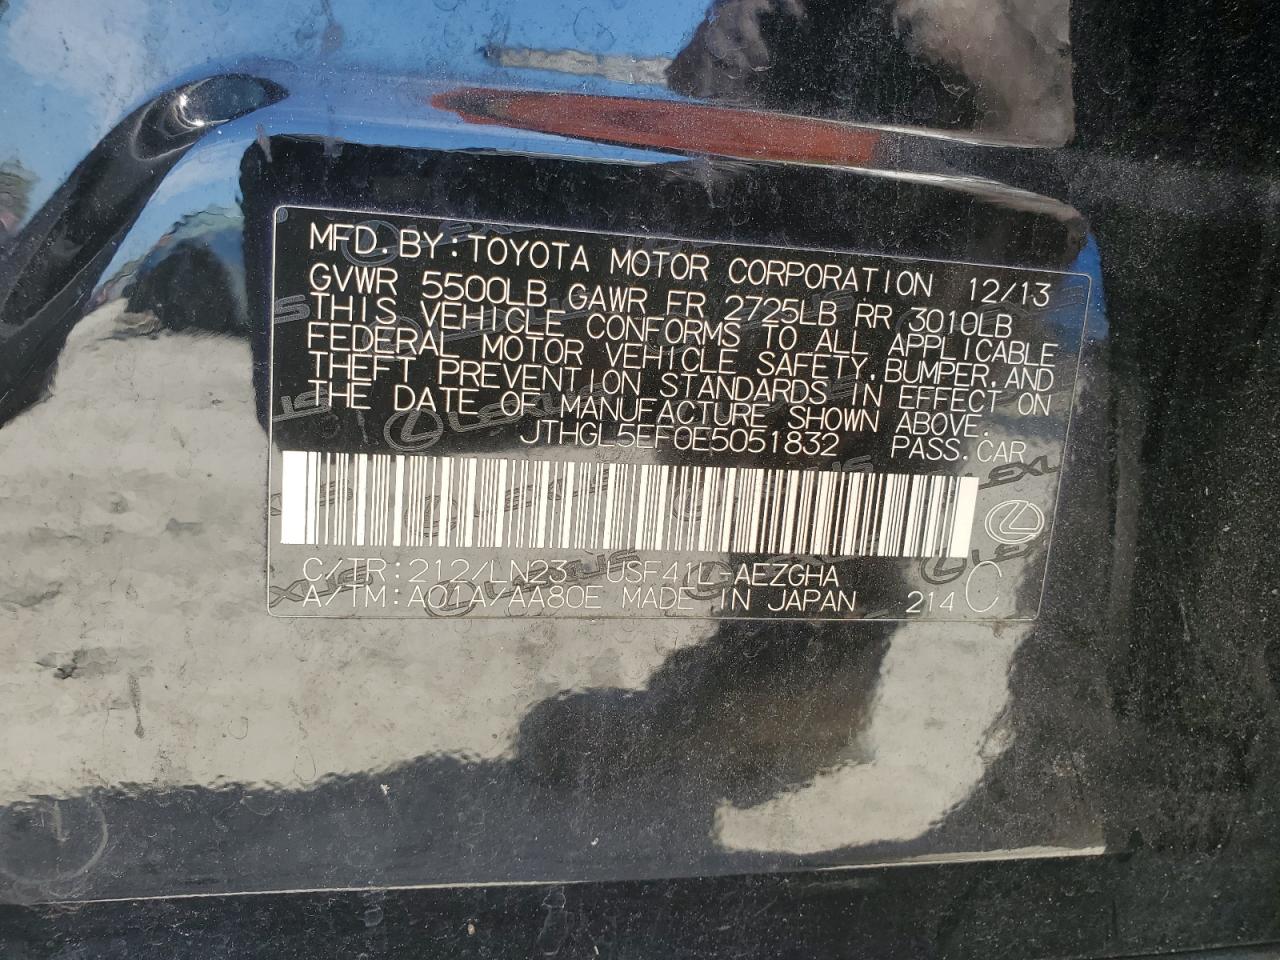 MFD. BY: TOYOTA MOTOR CORPORATION 12/13
GVWR 5500LB GAWR FR 2725LB RR 3010LB
THIS VEHICLE CONFORMS TO ALL APPLICABLE
FEDERAL MOTOR VEHICLE SAFETY, BUMPER, AND
THEFT PREVENTION STANDARDS IN EFFECT ON
THE DATE OF MANUFACTURE SHOWN ABOVE.
JTHGL5EF0E5051832 PASS. CAR
C/TR: 212/LN23 USF41L-AEZGHA
A/TM: A01A/AA80E MADE IN JAPAN 214 C